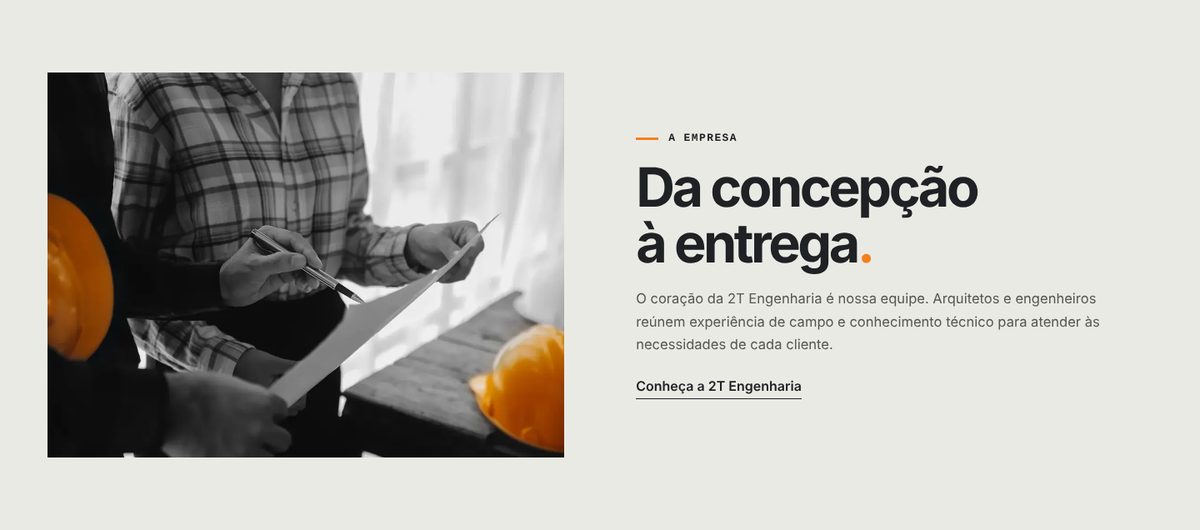 A EMPRESA
Da concepção
à entrega.
O coração da 2T Engenharia é nossa equipe. Arquitetos e engenheiros
reúnem experiência de campo e conhecimento técnico para atender às
necessidades de cada cliente.
Conheça a 2T Engenharia